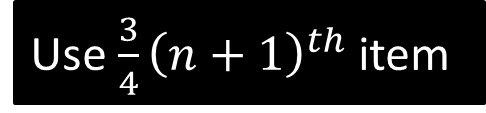 Use 3/4 (n + 1)^th item